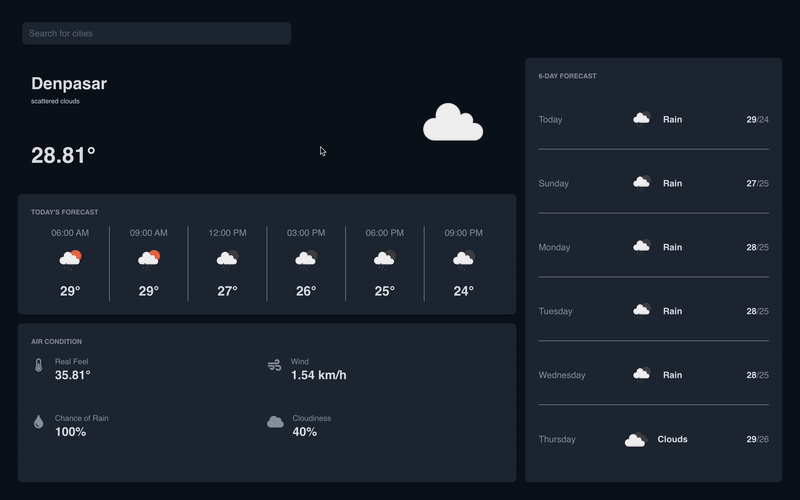 Search for cities
Denpasar
scattered clouds
28.81°
TODAY'S FORECAST
06:00 AM 09:00 AM 12:00 PM 03:00 PM 06:00 PM 09:00 PM
29° 29° 27° 26° 25° 24°
AIR CONDITION
Real Feel
35.81°
Wind
1.54 km/h
Chance of Rain
100%
Cloudiness
40%
6-DAY FORECAST
Today Rain 29/24
Sunday Rain 27/25
Monday Rain 28/25
Tuesday Rain 28/25
Wednesday Rain 28/25
Thursday Clouds 29/26